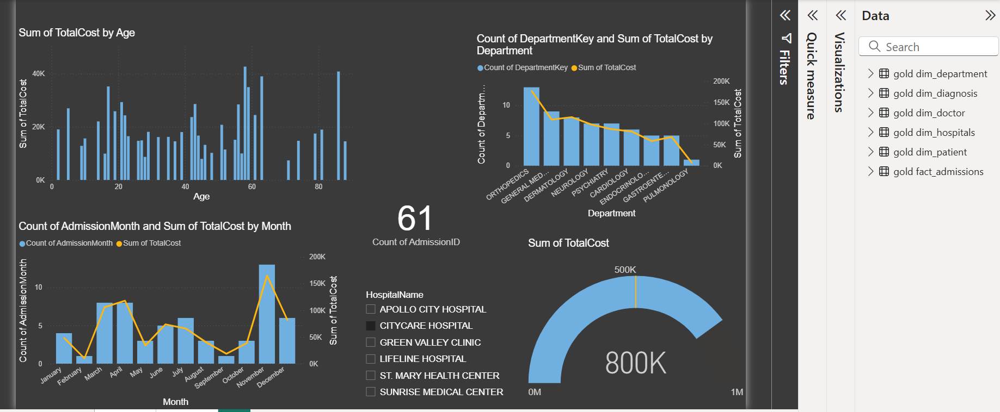 Sum of TotalCost by Age
Sum of TotalCost
40K
20K
0K
0
20
40
60
80
Age
Count of DepartmentKey and Sum of TotalCost by
Department
Count of DepartmentKey
Sum of TotalCost
Count of Departm...
10
5
0
200K
150K
100K
50K
0K
Sum of TotalCost
ORTHOPEDICS
GENERAL MED...
DERMATOLOGY
NEUROLOGY
PSYCHIATRY
CARDIOLOGY
ENDOCRINOLO...
GASTROENTE...
PULMONOLOGY
Department
61
Count of AdmissionID
Count of AdmissionMonth and Sum of TotalCost by Month
Count of AdmissionMonth
Sum of TotalCost
Count of AdmissionMonth
10
5
0
200K
150K
100K
50K
0K
Sum of TotalCost
January
February
March
April
May
June
July
August
September
October
November
December
Month
HospitalName
APOLLO CITY HOSPITAL
CITYCARE HOSPITAL
GREEN VALLEY CLINIC
LIFELINE HOSPITAL
ST. MARY HEALTH CENTER
SUNRISE MEDICAL CENTER
Sum of TotalCost
500K
800K
0M
1M
Filters
Quick measure
Visualizations
Data
Search
gold dim_department
gold dim_diagnosis
gold dim_doctor
gold dim_hospitals
gold dim_patient
gold fact_admissions